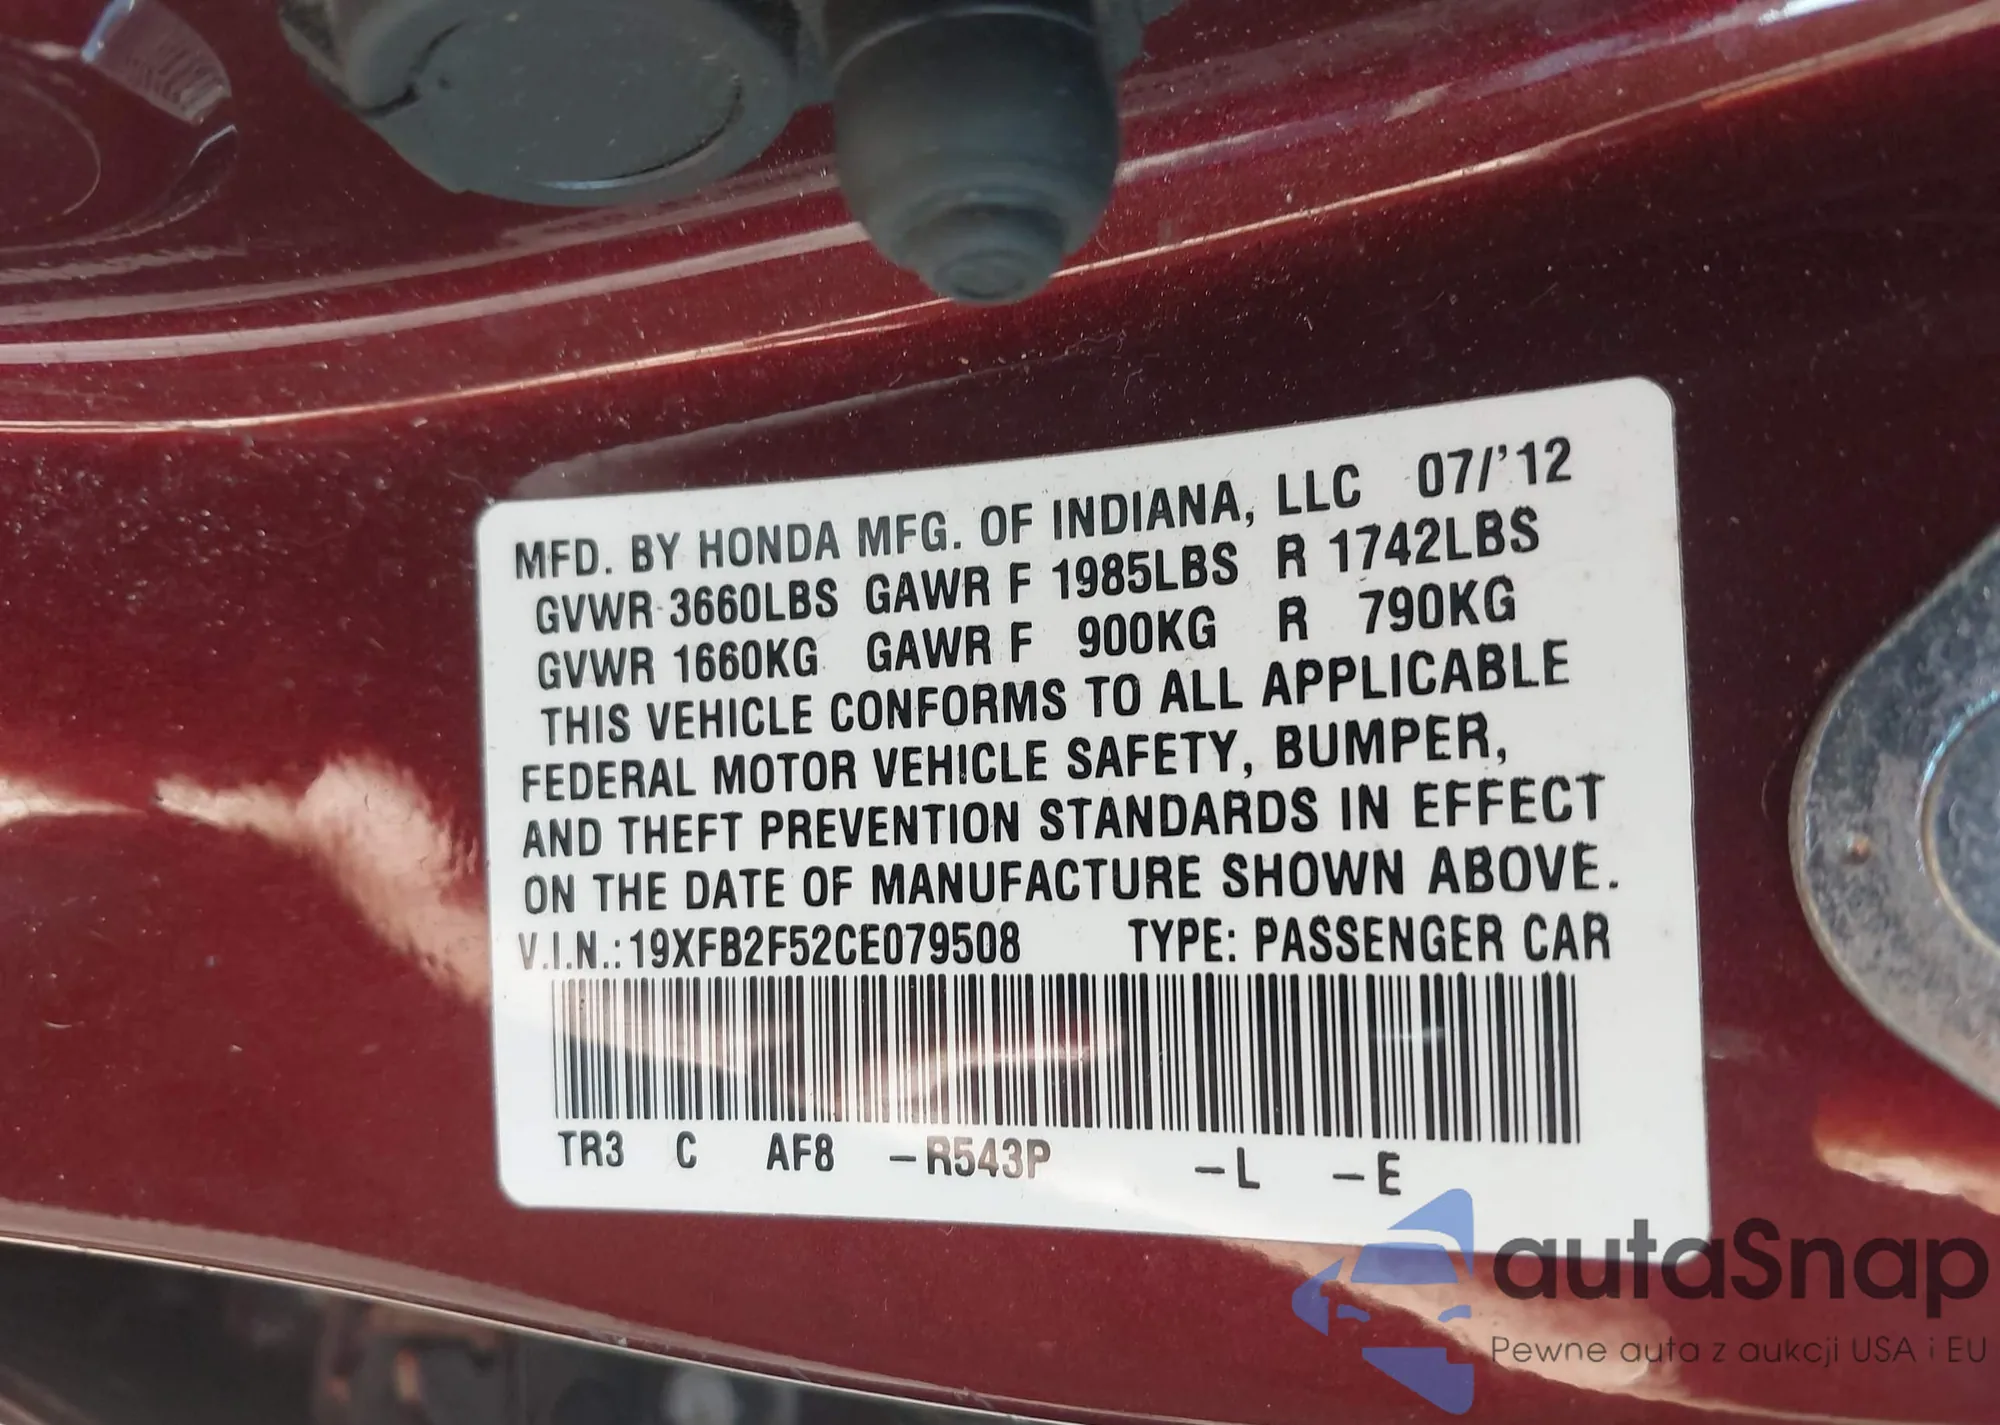 MFD. BY HONDA MFG. OF INDIANA, LLC 07/'12
GVWR 3660LBS GAWR F 1985LBS R 1742LBS
GVWR 1660KG GAWR F 900KG R 790KG
THIS VEHICLE CONFORMS TO ALL APPLICABLE
FEDERAL MOTOR VEHICLE SAFETY, BUMPER,
AND THEFT PREVENTION STANDARDS IN EFFECT
ON THE DATE OF MANUFACTURE SHOWN ABOVE.
V.I.N.: 19XFB2F52CE079508 TYPE: PASSENGER CAR
TR3 C AF8 –R543P –L –E
autaSnap
Pewne auta z aukcji USA i EU